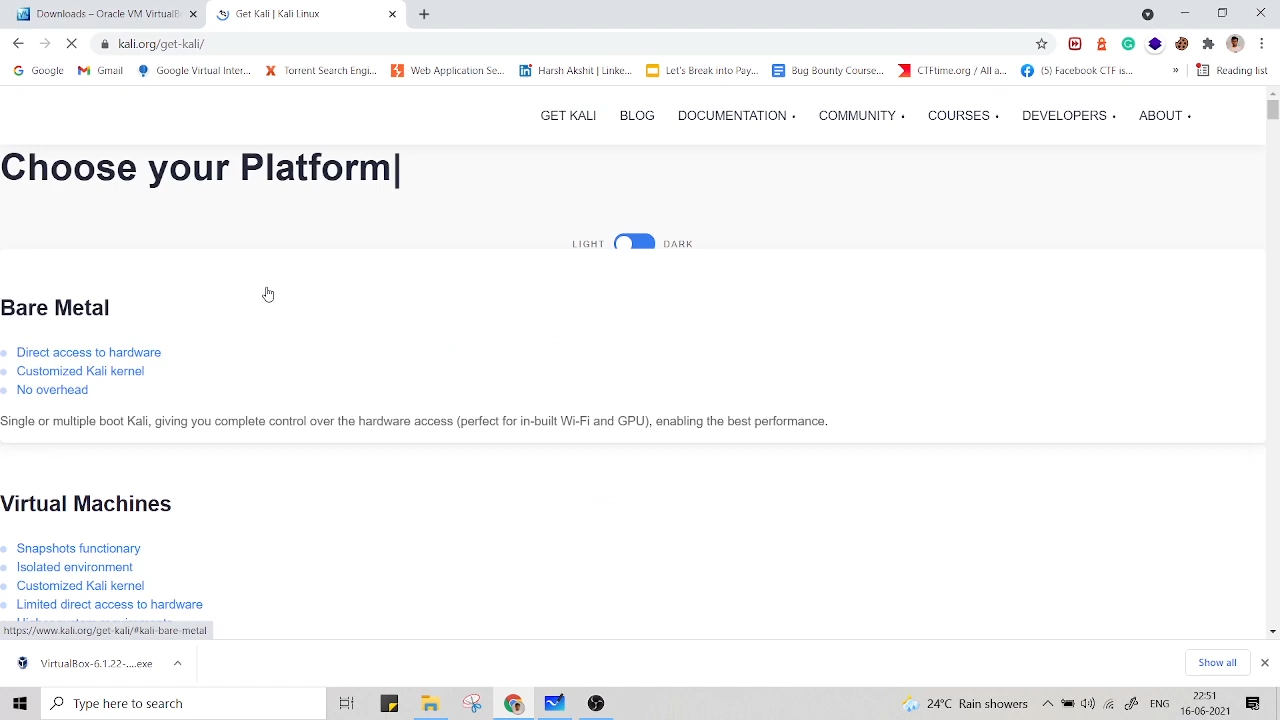 Downloads – Oracle VM VirtualB
Get Kali | Kali Linux
kali.org/get-kali/
Google
Gmail
Google Virtual Inter...
Torrent Search Engi...
Web Application Se...
Harsh Akshit | Linke...
Let's Break into Pay...
Bug Bounty Course...
CTFtime.org / All a...
(5) Facebook CTF is...
»
Reading list
GET KALI
BLOG
DOCUMENTATION
COMMUNITY
COURSES
DEVELOPERS
ABOUT
Choose your Platform|
LIGHT
DARK
Bare Metal
Direct access to hardware
Customized Kali kernel
No overhead
Single or multiple boot Kali, giving you complete control over the hardware access (perfect for in-built Wi-Fi and GPU), enabling the best performance.
Virtual Machines
Snapshots functionary
Isolated environment
Customized Kali kernel
Limited direct access to hardware
https://www.kali.org/get-kali/#kali-bare-metal
VirtualBox-6.1.22-....exe
Show all
Type here to search
24°C Rain showers
ENG
22:51
16-06-2021